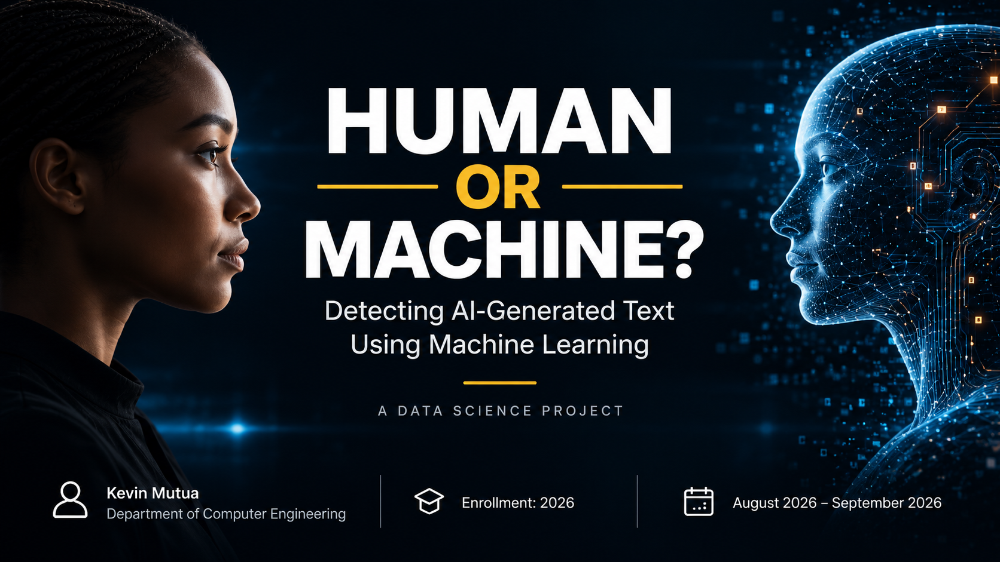 HUMAN
OR
MACHINE?
Detecting AI-Generated Text
Using Machine Learning
A DATA SCIENCE PROJECT
Kevin Mutua
Department of Computer Engineering
Enrollment: 2026
August 2026 – September 2026